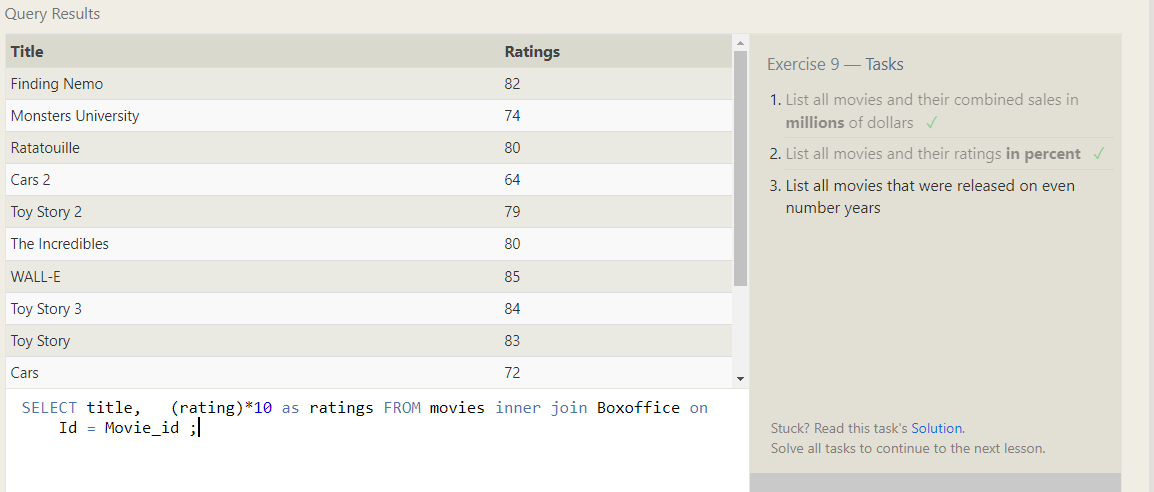 Query Results
Title Ratings
Finding Nemo 82
Monsters University 74
Ratatouille 80
Cars 2 64
Toy Story 2 79
The Incredibles 80
WALL-E 85
Toy Story 3 84
Toy Story 83
Cars 72
SELECT title, (rating)*10 as ratings FROM movies inner join Boxoffice on
Id = Movie_id ;
Exercise 9 — Tasks
1. List all movies and their combined sales in
millions of dollars ✓
2. List all movies and their ratings in percent ✓
3. List all movies that were released on even
number years
Stuck? Read this task's Solution.
Solve all tasks to continue to the next lesson.